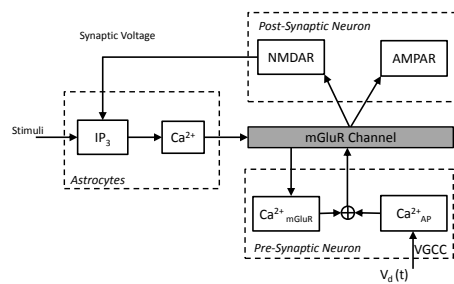 Post-Synaptic Neuron
Synaptic Voltage
NMDAR
AMPAR
Stimuli
IP₃
Ca²⁺
mGluR Channel
Astrocytes
Ca²⁺mGluR
Ca²⁺AP
Pre-Synaptic Neuron
VGCC
V_d (t)